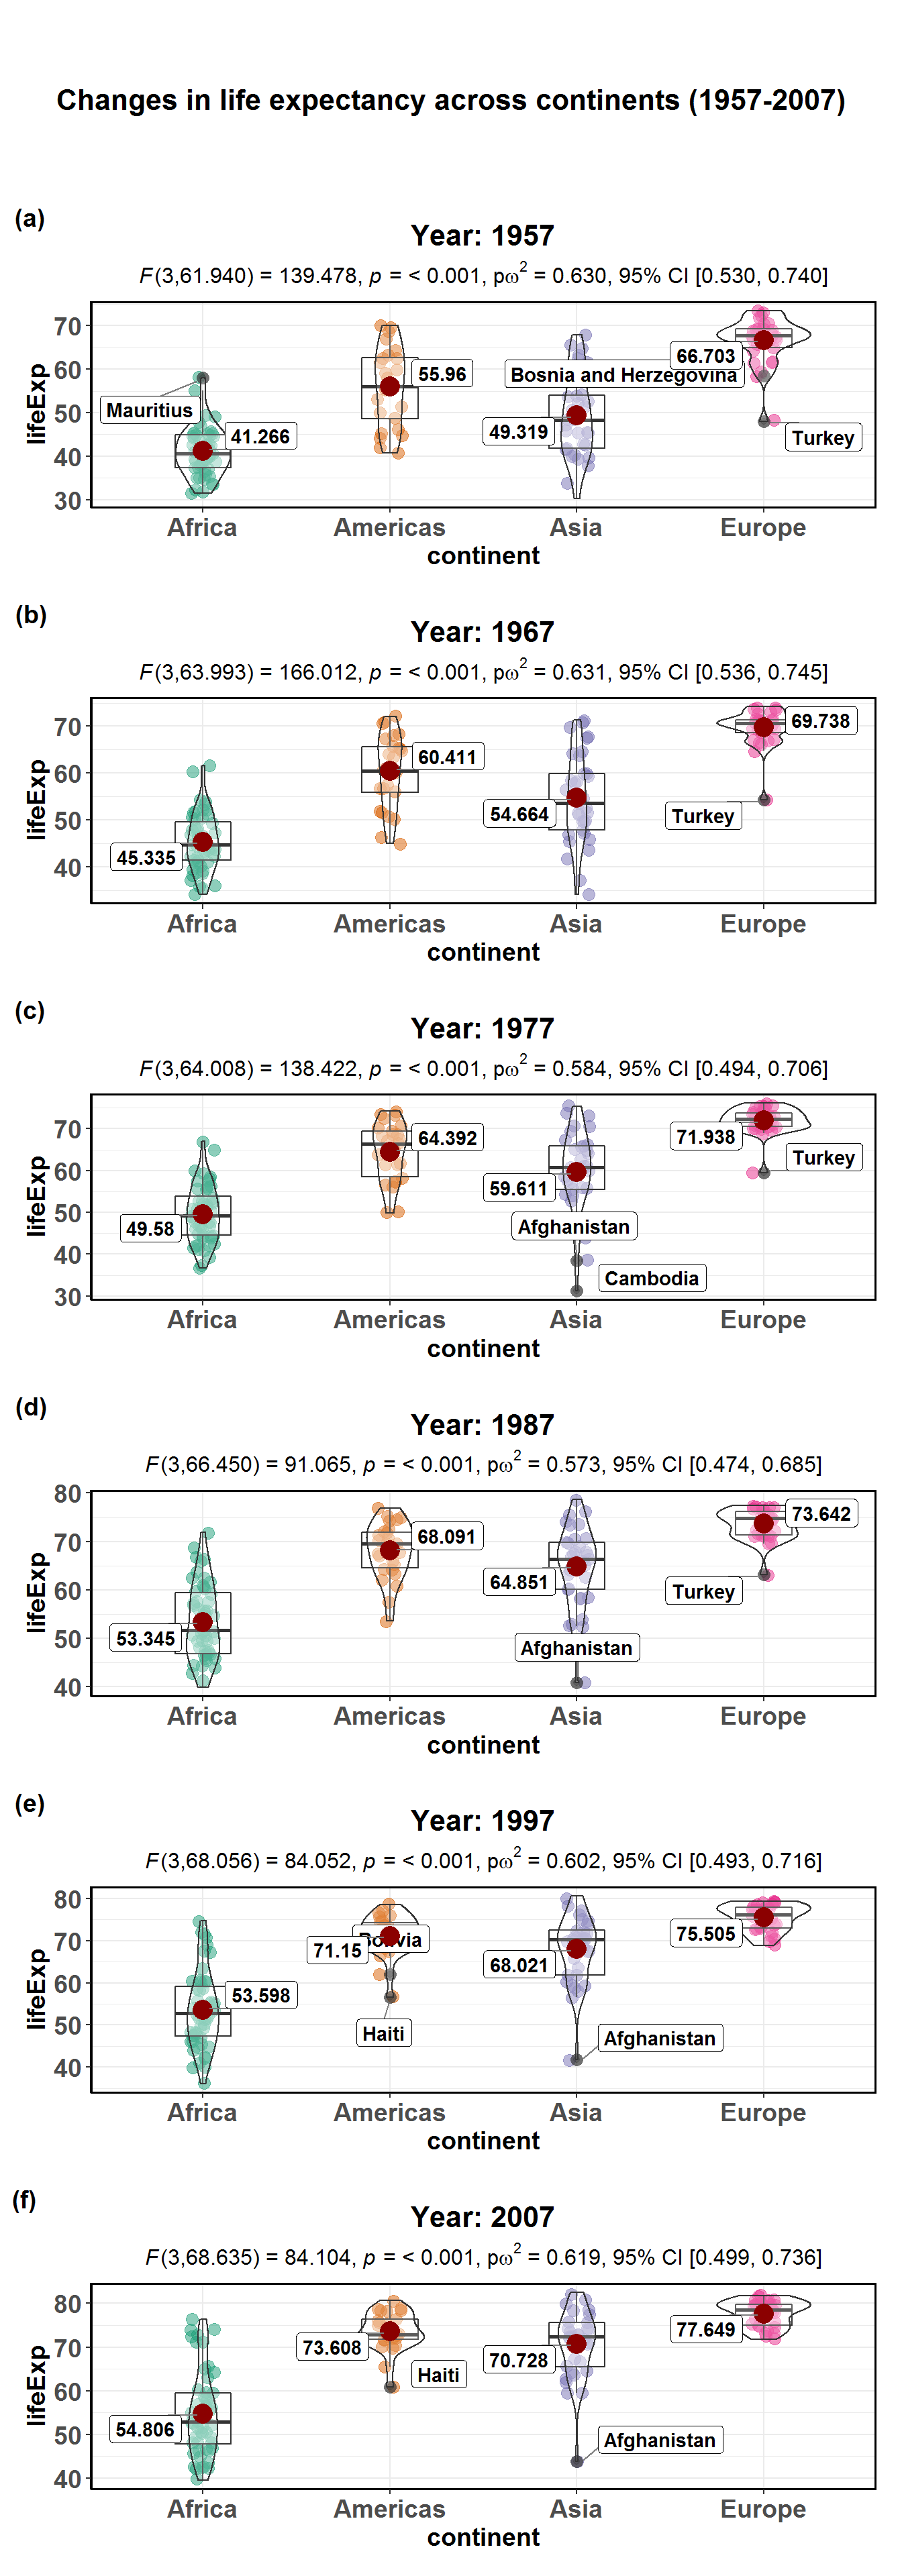 Changes in life expectancy across continents (1957-2007)
(a)
Year: 1957
F(3,61.940) = 139.478, p = < 0.001, pω² = 0.630, 95% CI [0.530, 0.740]
lifeExp
70
60
50
40
30
Mauritius
41.266
55.96
49.319
Bosnia and Herzegovina
66.703
Turkey
Africa Americas Asia Europe
continent
(b)
Year: 1967
F(3,63.993) = 166.012, p = < 0.001, pω² = 0.631, 95% CI [0.536, 0.745]
lifeExp
70
60
50
40
45.335
60.411
54.664
69.738
Turkey
Africa Americas Asia Europe
continent
(c)
Year: 1977
F(3,64.008) = 138.422, p = < 0.001, pω² = 0.584, 95% CI [0.494, 0.706]
lifeExp
70
60
50
40
30
49.58
64.392
59.611
Afghanistan
Cambodia
71.938
Turkey
Africa Americas Asia Europe
continent
(d)
Year: 1987
F(3,66.450) = 91.065, p = < 0.001, pω² = 0.573, 95% CI [0.474, 0.685]
lifeExp
80
70
60
50
40
53.345
68.091
64.851
Afghanistan
73.642
Turkey
Africa Americas Asia Europe
continent
(e)
Year: 1997
F(3,68.056) = 84.052, p = < 0.001, pω² = 0.602, 95% CI [0.493, 0.716]
lifeExp
80
70
60
50
40
53.598
Bolivia
71.15
Haiti
68.021
Afghanistan
75.505
Africa Americas Asia Europe
continent
(f)
Year: 2007
F(3,68.635) = 84.104, p = < 0.001, pω² = 0.619, 95% CI [0.499, 0.736]
lifeExp
80
70
60
50
40
54.806
73.608
Haiti
70.728
Afghanistan
77.649
Africa Americas Asia Europe
continent